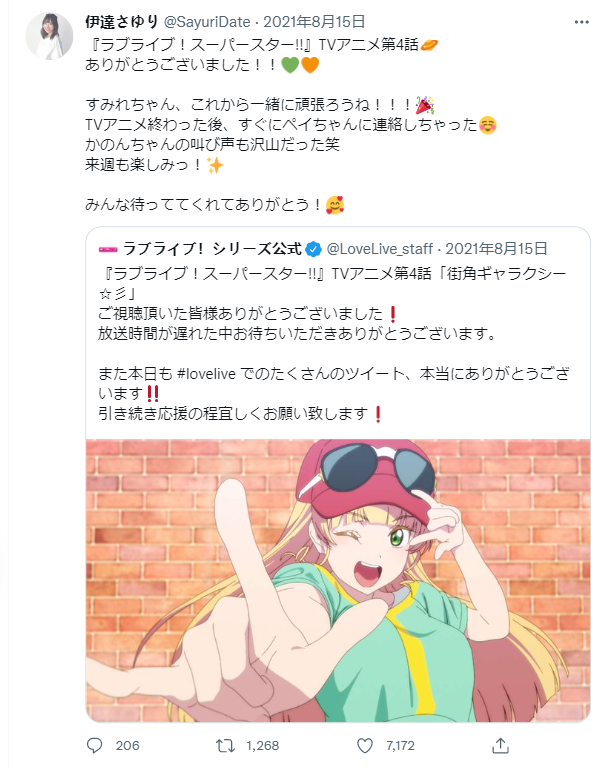 伊達さゆり @SayuriDate · 2021年8月15日
『ラブライブ！スーパースター!!』TVアニメ第4話🥖
ありがとうございました！！💚🧡
すみれちゃん、これから一緒に頑張ろうね！！！🎉
TVアニメ終わった後、すぐにペイちゃんに連絡しちゃった☺️
かのんちゃんの叫び声も沢山だった笑
来週も楽しみっ！✨
みんな待っててくれてありがとう！🥰
ラブライブ！シリーズ公式 @LoveLive_staff · 2021年8月15日
『ラブライブ！スーパースター!!』TVアニメ第4話「街角ギャラクシー
☆彡」
ご視聴頂いた皆様ありがとうございました❗
放送時間が遅れた中お待ちいただきありがとうございます。
また本日も #lovelive でのたくさんのツイート、本当にありがとうござ
います‼️
引き続き応援の程宜しくお願い致します❗
206 1,268 7,172